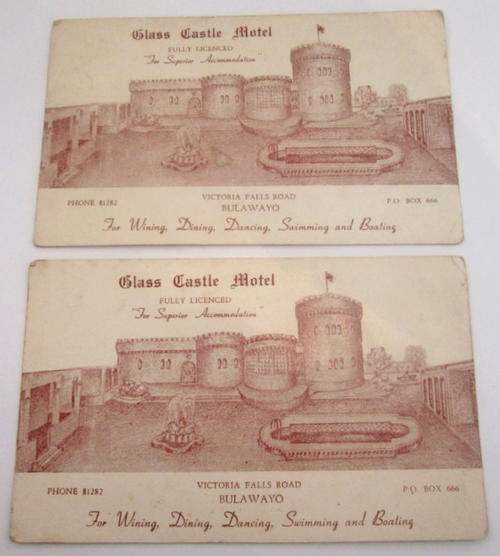 Glass Castle Motel
FULLY LICENCED
"For Superior Accommodation"
PHONE 81282
VICTORIA FALLS ROAD
BULAWAYO
P.O. BOX 666
For Wining, Dining, Dancing, Swimming and Boating
Glass Castle Motel
FULLY LICENCED
"For Superior Accommodation"
PHONE 81282
VICTORIA FALLS ROAD
BULAWAYO
P.O. BOX 666
For Wining, Dining, Dancing, Swimming and Boating